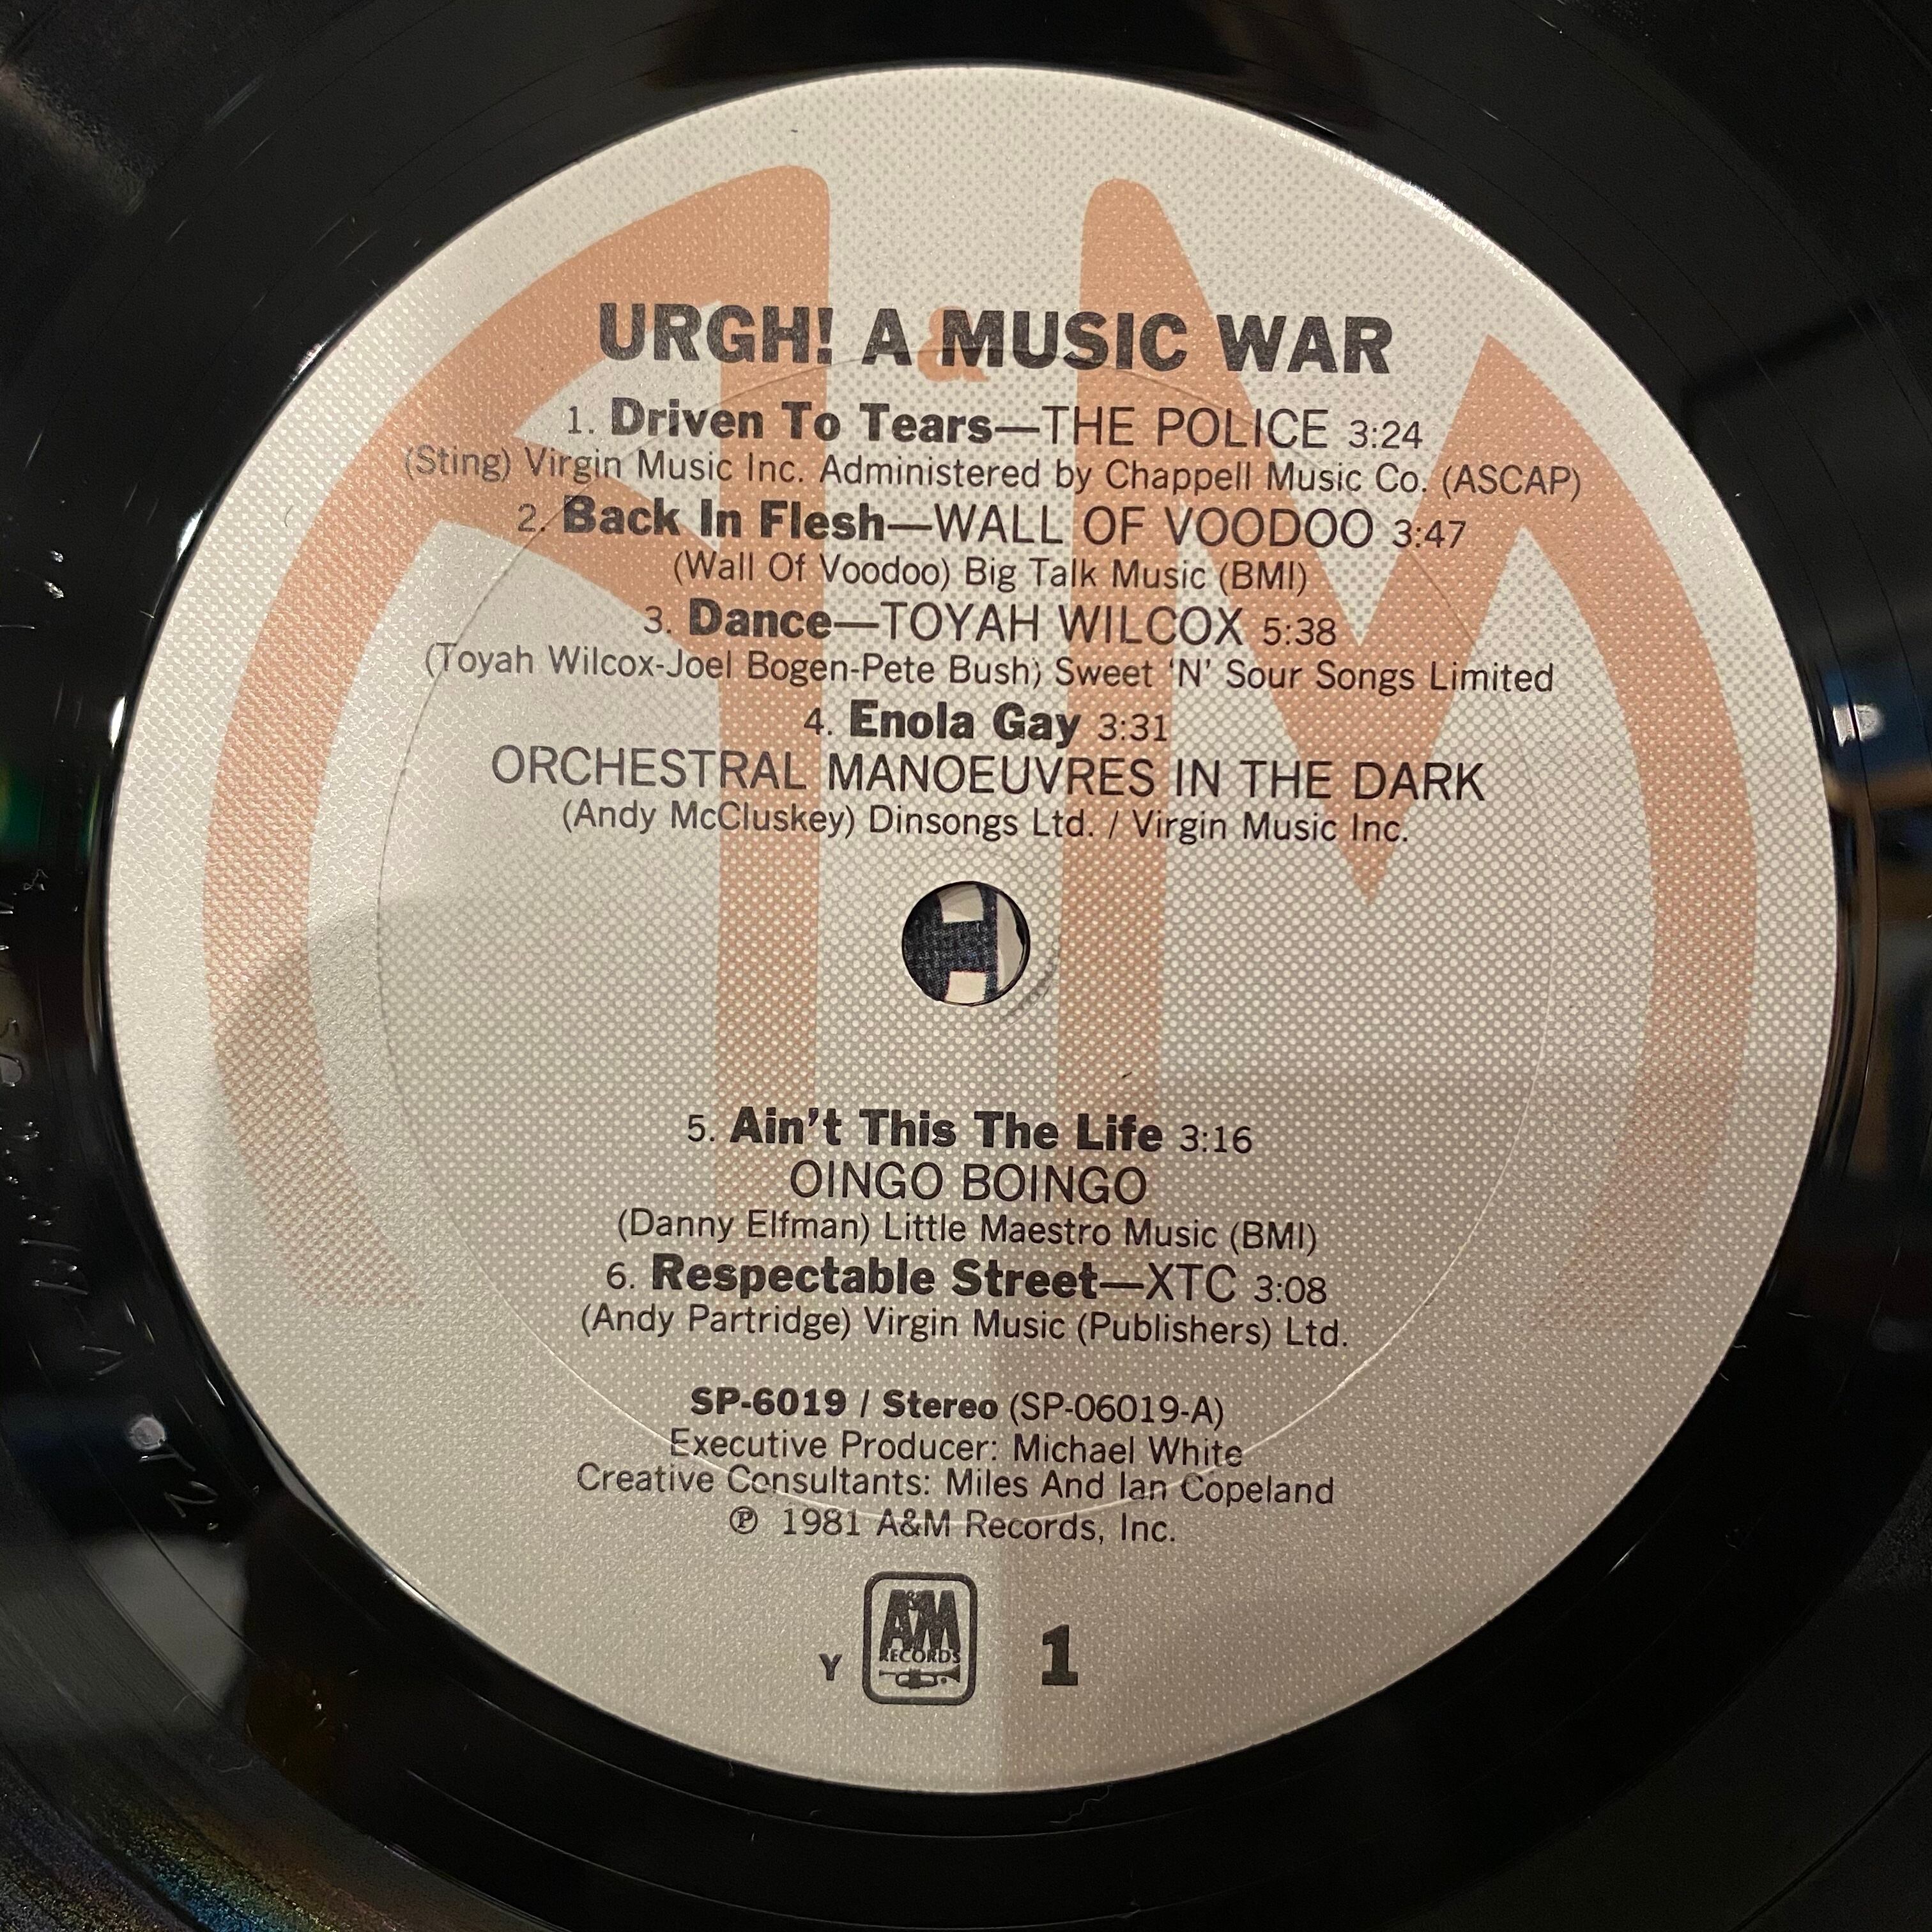 URGH! A MUSIC WAR
1. Driven To Tears—THE POLICE 3:24
(Sting) Virgin Music Inc. Administered by Chappell Music Co. (ASCAP)
2. Back In Flesh—WALL OF VOODOO 3:47
(Wall Of Voodoo) Big Talk Music (BMI)
3. Dance—TOYAH WILCOX 5:38
(Toyah Wilcox-Joel Bogen-Pete Bush) Sweet ‘N’ Sour Songs Limited
4. Enola Gay 3:31
ORCHESTRAL MANOEUVRES IN THE DARK
(Andy McCluskey) Dinsongs Ltd. / Virgin Music Inc.
5. Ain't This The Life 3:16
OINGO BOINGO
(Danny Elfman) Little Maestro Music (BMI)
6. Respectable Street—XTC 3:08
(Andy Partridge) Virgin Music (Publishers) Ltd.
SP-6019 / Stereo (SP-06019-A)
Executive Producer: Michael White
Creative Consultants: Miles And Ian Copeland
℗ 1981 A&M Records, Inc.
Y A&M RECORDS 1
A&M